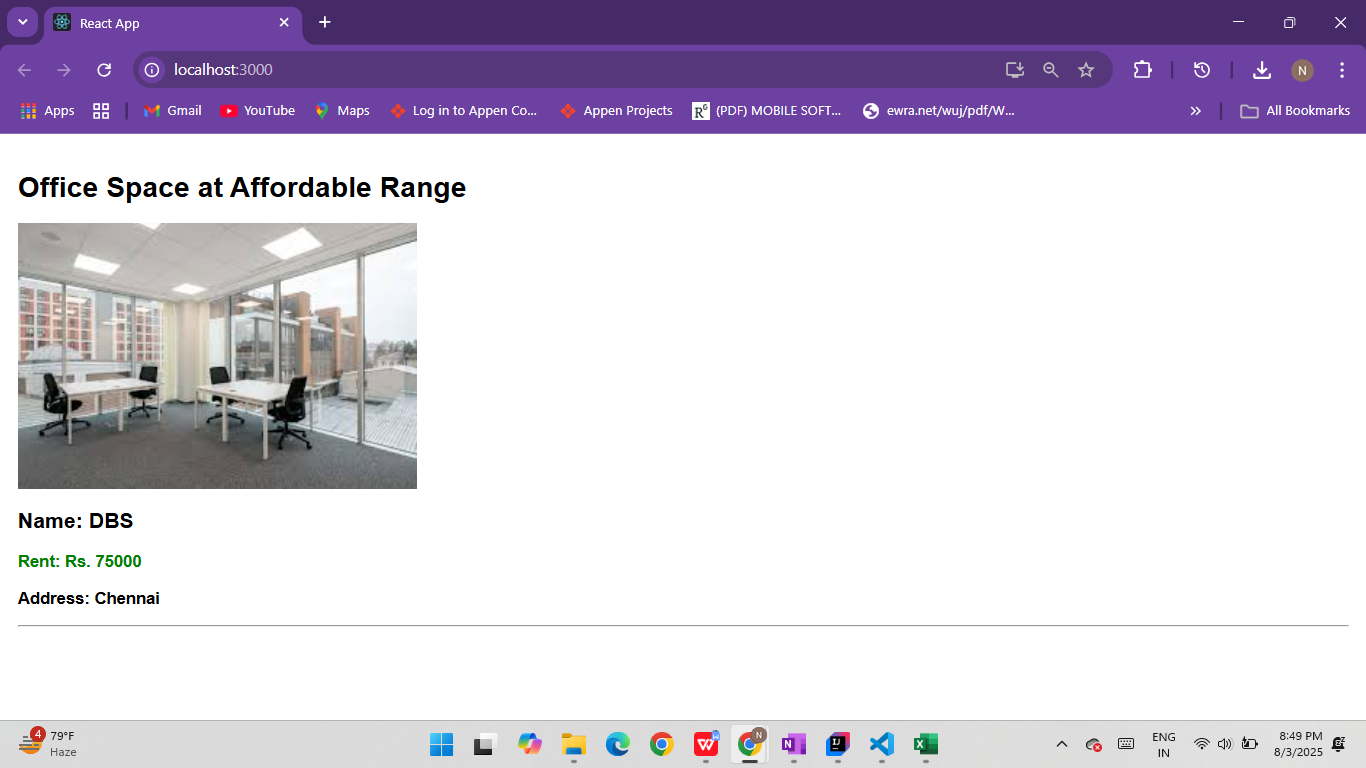 React App
localhost:3000
N
Apps
Gmail
YouTube
Maps
Log in to Appen Co...
Appen Projects
R^G (PDF) MOBILE SOFT...
ewra.net/wuj/pdf/W...
All Bookmarks
Office Space at Affordable Range
Name: DBS
Rent: Rs. 75000
Address: Chennai
4
79°F
Haze
N
ENG
IN
8:49 PM
8/3/2025